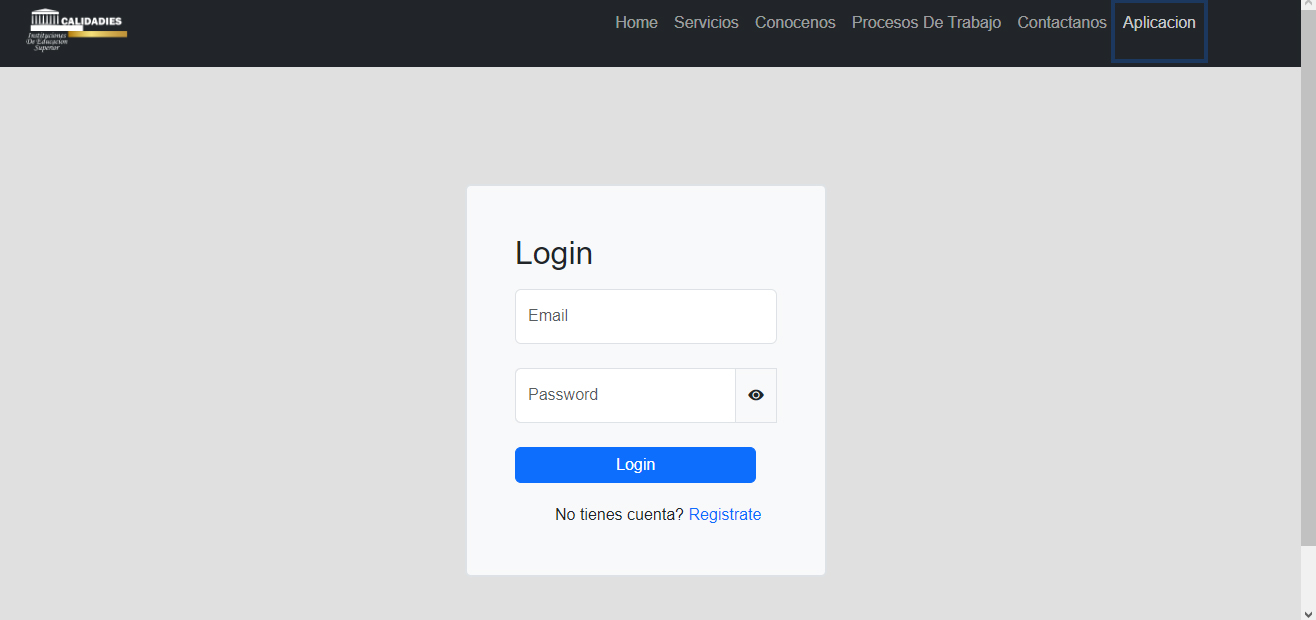 CALIDADIES
Instituciones
De Educacion
Superior
Home Servicios Conocenos Procesos De Trabajo Contactanos Aplicacion
Login
Email
Password
Login
No tienes cuenta? Registrate